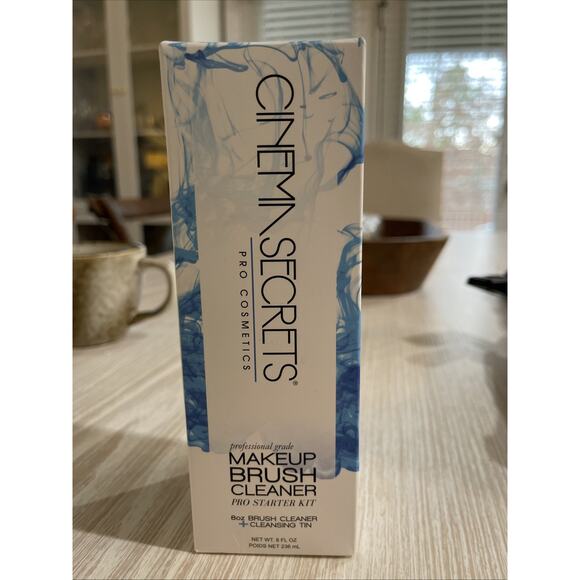 CINEMA SECRETS®
PRO COSMETICS
professional grade
MAKEUP
BRUSH
CLEANER
PRO STARTER KIT
8oz BRUSH CLEANER
+ CLEANSING TIN
NET WT. 8 FL OZ
POIDS NET 236 mL